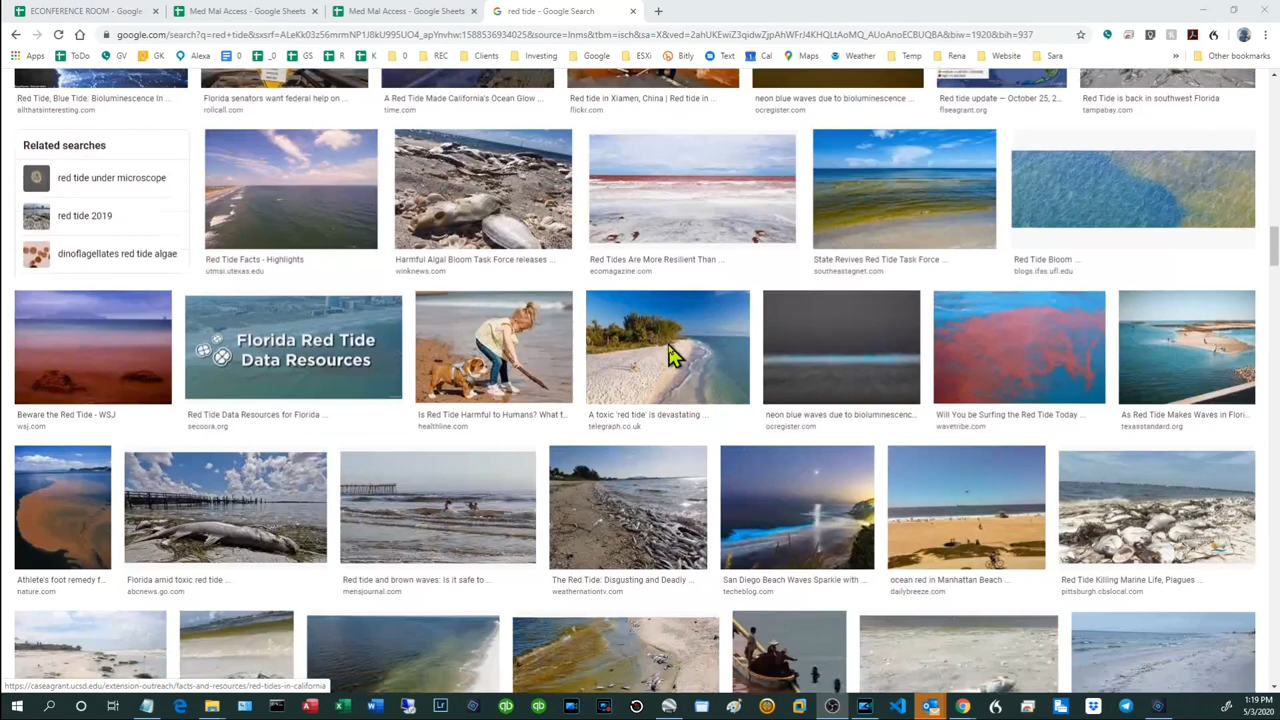 ECONFERENCE ROOM - Google Sh
Med Mal Access - Google Sheets
Med Mal Access - Google Sheets
red tide - Google Search
google.com/search?q=red+tide&sxsrf=ALeKk03z56mrmNP1J8kU995UO4_apYnvhw:1588536934025&source=lnms&tbm=isch&sa=X&ved=2ahUKEwiZ3qidwZjpAhWFrJ4KHQLtAoMQ_AUoAnoECBUQBA&biw=1920&bih=937
Apps ToDo GV GK Alexa _0 GS R K 0 REC Clients Investing Google ESXi Bitly Text Cal Maps Weather Temp Rena Website Sara » Other bookmarks
Red Tide, Blue Tide: Bioluminescence In ...
allthatsinteresting.com
Florida senators want federal help on ...
rollcall.com
A Red Tide Made California's Ocean Glow ...
Red tide in Xiamen, China | Red tide in ...
flickr.com
neon blue waves due to bioluminescence ...
ocregister.com
Red tide update — October 25, 2...
flseagrant.org
Red Tide is back in southwest Florida
tampabay.com
Related searches
red tide under microscope
red tide 2019
dinoflagellates red tide algae
Red Tide Facts - Highlights
utmsi.utexas.edu
Harmful Algal Bloom Task Force releases ...
winknews.com
Red Tides Are More Resilient Than ...
ecomagazine.com
State Revives Red Tide Task Force ...
southeastagnet.com
Red Tide Bloom ...
blogs.ifas.ufl.edu
Florida Red Tide
Data Resources
Beware the Red Tide - WSJ
wsj.com
Red Tide Data Resources for Florida ...
secoora.org
Is Red Tide Harmful to Humans? What t...
healthline.com
A toxic 'red tide' is devastating ...
telegraph.co.uk
neon blue waves due to bioluminescenc...
ocregister.com
Will You be Surfing the Red Tide Today ...
wavetribe.com
As Red Tide Makes Waves in Flori...
texasstandard.org
Athlete's foot remedy f...
nature.com
Florida amid toxic red tide ...
abcnews.go.com
Red tide and brown waves: Is it safe to ...
mensjournal.com
The Red Tide: Disgusting and Deadly ...
weathernationtv.com
San Diego Beach Waves Sparkle with ...
techeblog.com
ocean red in Manhattan Beach ...
dailybreeze.com
Red Tide Killing Marine Life, Plagues ...
pittsburgh.cbslocal.com
https://caseagrant.ucsd.edu/extension-outreach/facts-and-resources/red-tides-in-california
1:19 PM
5/3/2020